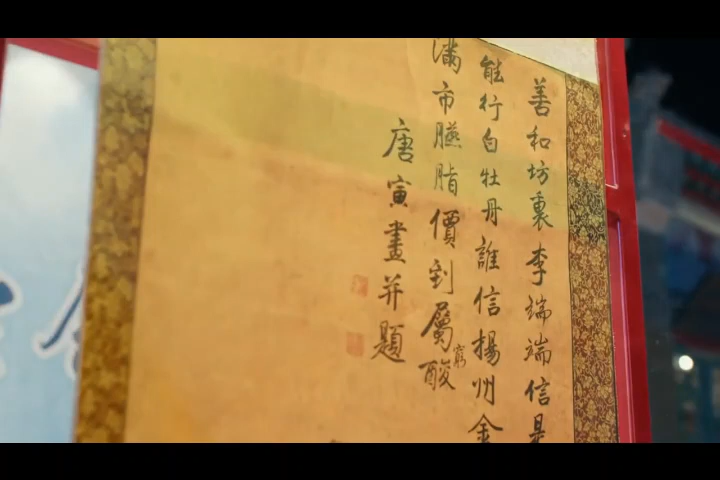 善和坊裏李端端信是
能行白牡丹誰信揚州金
滿市臙脂價到屬酸
窮
唐寅畫并題